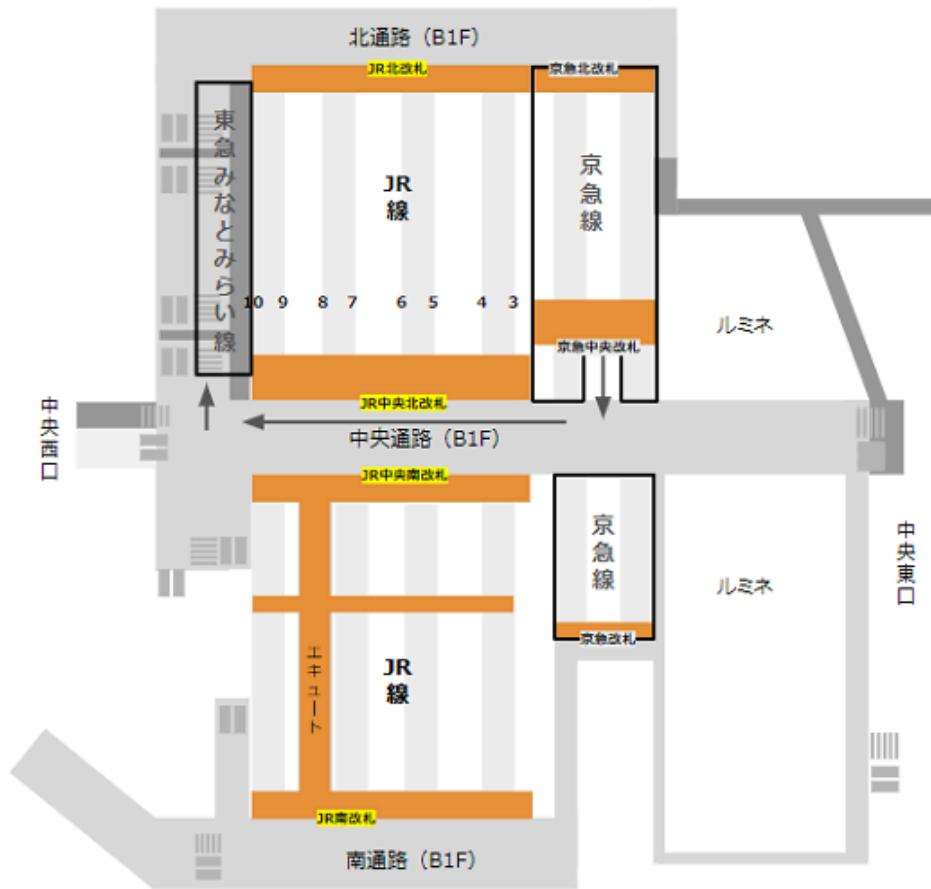 北通路（B1F）
JR北改札
京急北改札
東急みなとみらい線
JR
線
京急線
10 9 8 7 6 5 4 3
ルミネ
京急中央改札
中央西口
JR中央北改札
中央通路（B1F）
JR中央南改札
京急線
中央東口
ルミネ
京急改札
エキュート
JR
線
JR南改札
南通路（B1F）